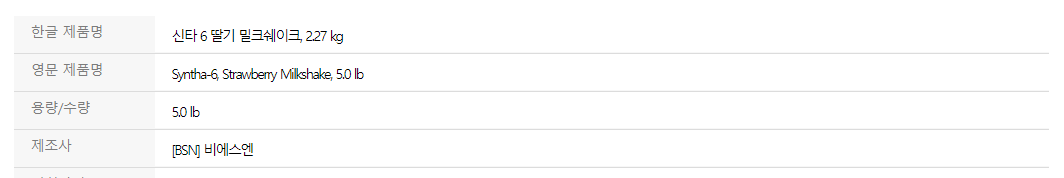 한글 제품명 신타 6 딸기 밀크쉐이크, 2.27 kg
영문 제품명 Syntha-6, Strawberry Milkshake, 5.0 lb
용량/수량 5.0 lb
제조사 [BSN] 비에스엔